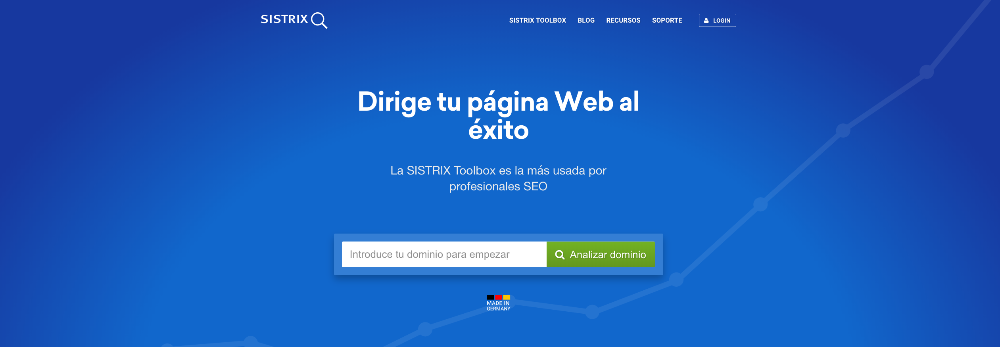 SISTRIX
SISTRIX TOOLBOX BLOG RECURSOS SOPORTE LOGIN
Dirige tu página Web al
éxito
La SISTRIX Toolbox es la más usada por
profesionales SEO
Introduce tu dominio para empezar Analizar dominio
MADE IN
GERMANY